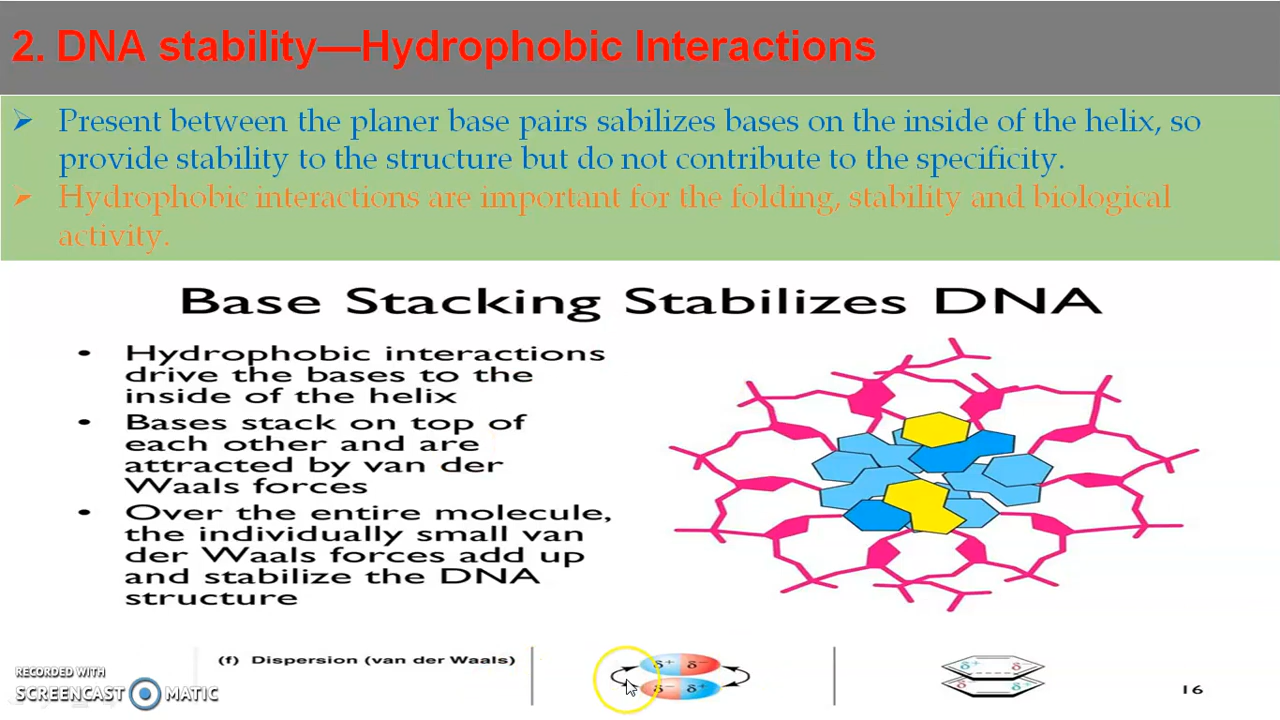 2. DNA stability—Hydrophobic Interactions
➢ Present between the planer base pairs sabilizes bases on the inside of the helix, so
provide stability to the structure but do not contribute to the specificity.
➢ Hydrophobic interactions are important for the folding, stability and biological
activity.
Base Stacking Stabilizes DNA
• Hydrophobic interactions
drive the bases to the
inside of the helix
• Bases stack on top of
each other and are
attracted by van der
Waals forces
• Over the entire molecule,
the individually small van
der Waals forces add up
and stabilize the DNA
structure
(f) Dispersion (van der Waals)
δ+ δ−
δ− δ+
δ+ δ−
δ− δ+
16
RECORDED WITH
SCREENCAST MATIC